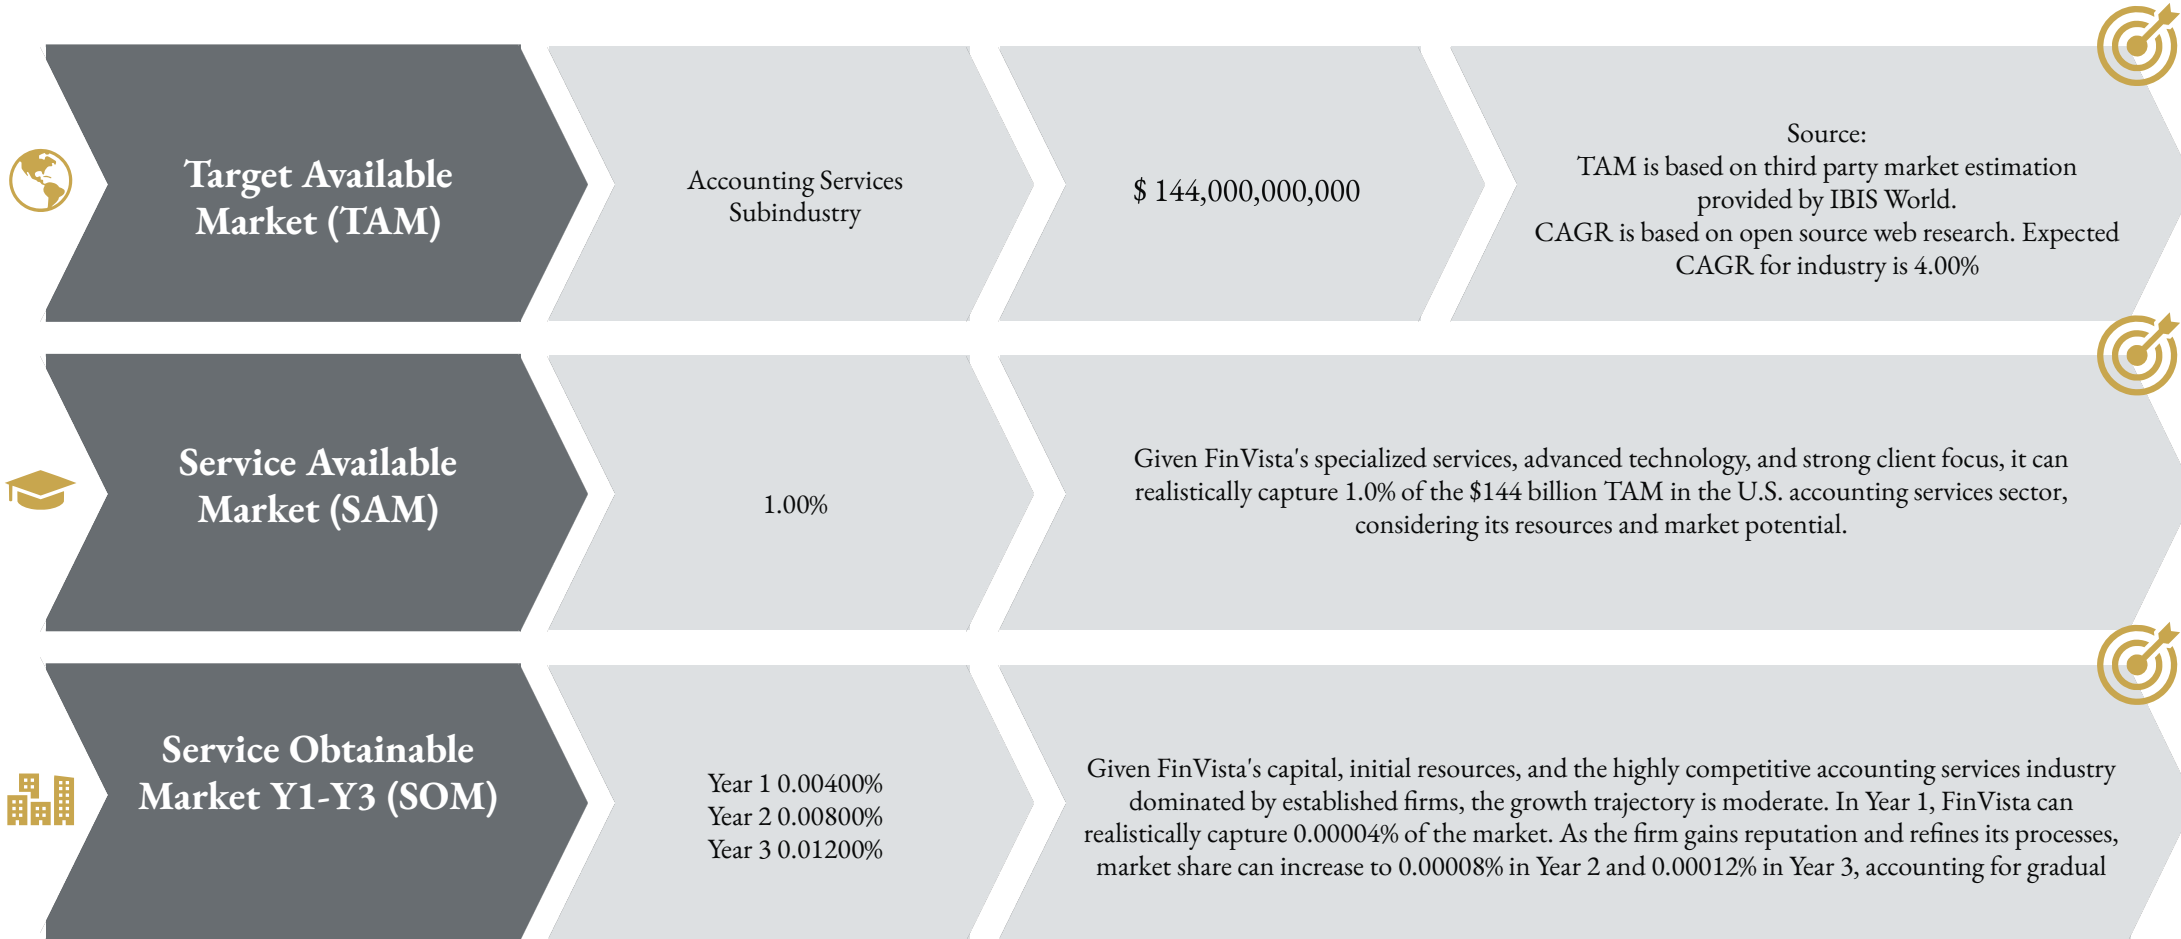 Target Available
Market (TAM)
Accounting Services
Subindustry
$ 144,000,000,000
Source:
TAM is based on third party market estimation
provided by IBIS World.
CAGR is based on open source web research. Expected
CAGR for industry is 4.00%
Service Available
Market (SAM)
1.00%
Given FinVista's specialized services, advanced technology, and strong client focus, it can
realistically capture 1.0% of the $144 billion TAM in the U.S. accounting services sector,
considering its resources and market potential.
Service Obtainable
Market Y1-Y3 (SOM)
Year 1 0.00400%
Year 2 0.00800%
Year 3 0.01200%
Given FinVista's capital, initial resources, and the highly competitive accounting services industry
dominated by established firms, the growth trajectory is moderate. In Year 1, FinVista can
realistically capture 0.00004% of the market. As the firm gains reputation and refines its processes,
market share can increase to 0.00008% in Year 2 and 0.00012% in Year 3, accounting for gradual